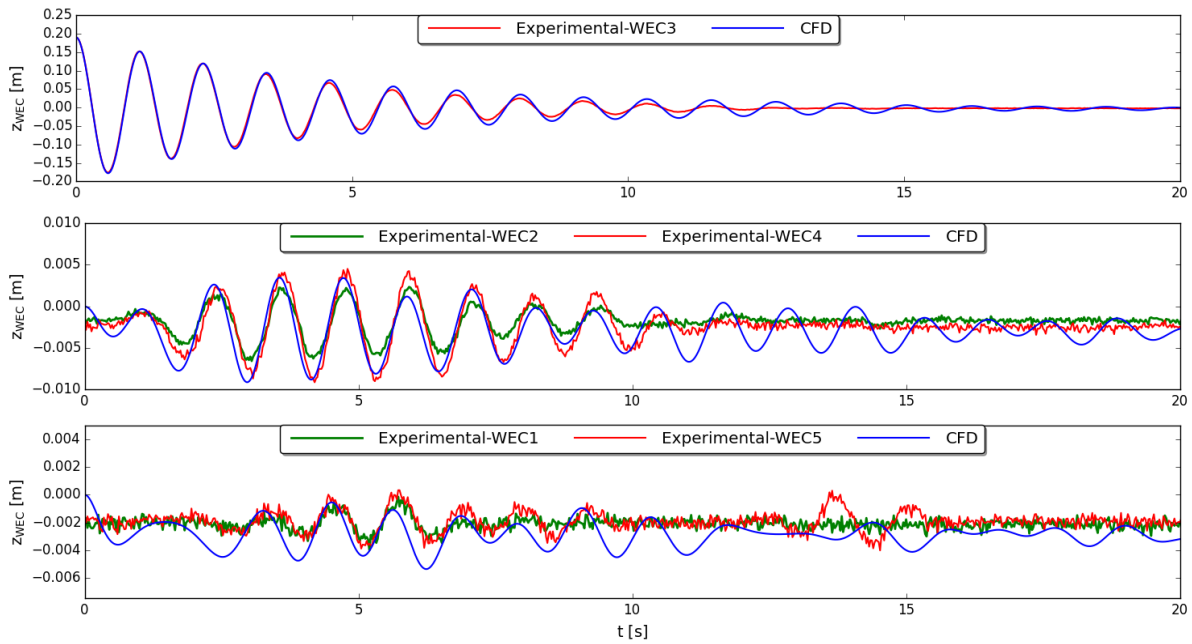 Experimental-WEC3 CFD
z_WEC [m]
0.25
0.20
0.15
0.10
0.05
0.00
−0.05
−0.10
−0.15
−0.20
0 5 10 15 20
Experimental-WEC2 Experimental-WEC4 CFD
z_WEC [m]
0.010
0.005
0.000
−0.005
−0.010
0 5 10 15 20
Experimental-WEC1 Experimental-WEC5 CFD
z_WEC [m]
0.004
0.002
0.000
−0.002
−0.004
−0.006
0 5 10 15 20
t [s]